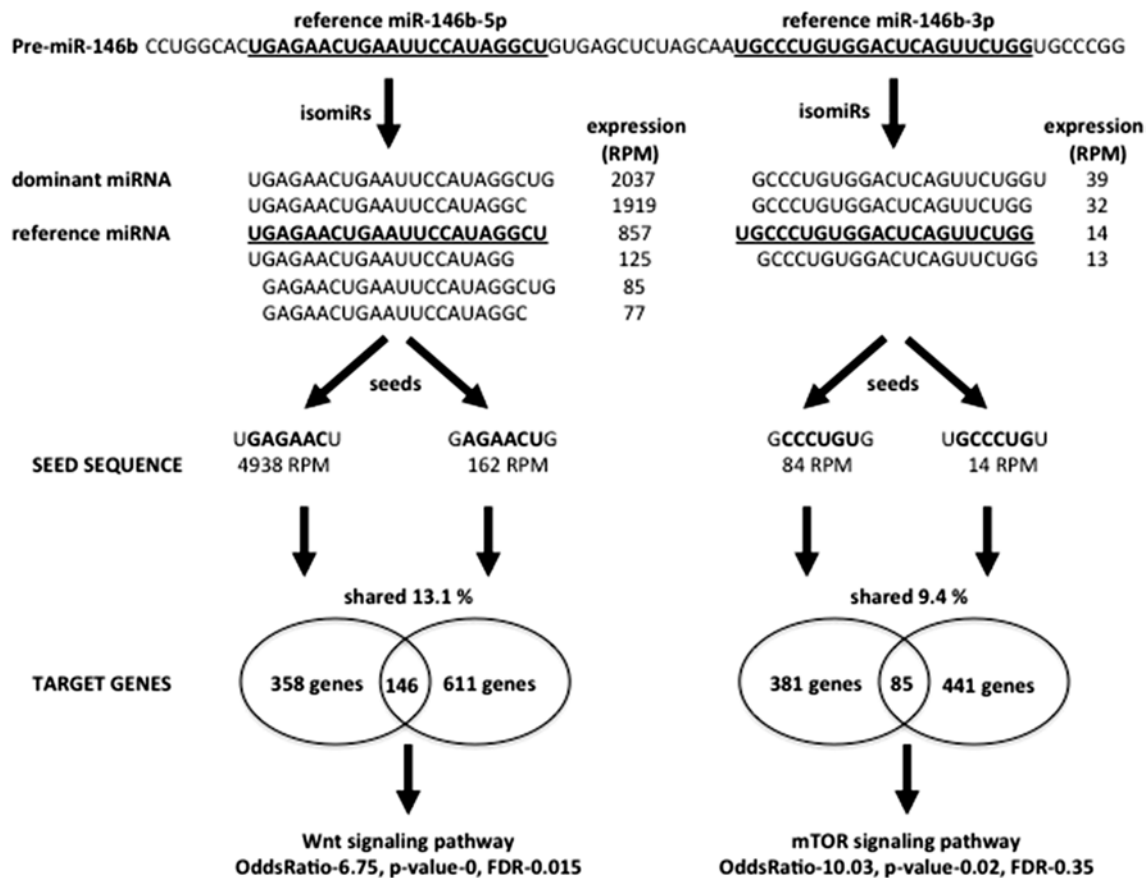 reference miR-146b-5p reference miR-146b-3p
Pre-miR-146b CCUGGCACUGAGAACUGAAUUCCAUAGGCUGUGAGCUCUAGCAAUGCCCUGUGGACUCAGUUCUGGUGCCCGG
isomiRs isomiRs
expression (RPM) expression (RPM)
dominant miRNA UGAGAACUGAAUUCCAUAGGCUG 2037 GCCCUGUGGACUCAGUUCUGGU 39
UGAGAACUGAAUUCCAUAGGC 1919 GCCCUGUGGACUCAGUUCUGG 32
reference miRNA UGAGAACUGAAUUCCAUAGGCU 857 UGCCCUGUGGACUCAGUUCUGG 14
UGAGAACUGAAUUCCAUAGG 125 GCCCUGUGGACUCAGUUCUGG 13
GAGAACUGAAUUCCAUAGGCUG 85
GAGAACUGAAUUCCAUAGGC 77
seeds seeds
UGAGAACU GAGAACUG GCCCUGUG UGCCCUGU
SEED SEQUENCE 4938 RPM 162 RPM 84 RPM 14 RPM
shared 13.1 % shared 9.4 %
TARGET GENES 358 genes 146 611 genes 381 genes 85 441 genes
Wnt signaling pathway mTOR signaling pathway
OddsRatio-6.75, p-value-0, FDR-0.015 OddsRatio-10.03, p-value-0.02, FDR-0.35